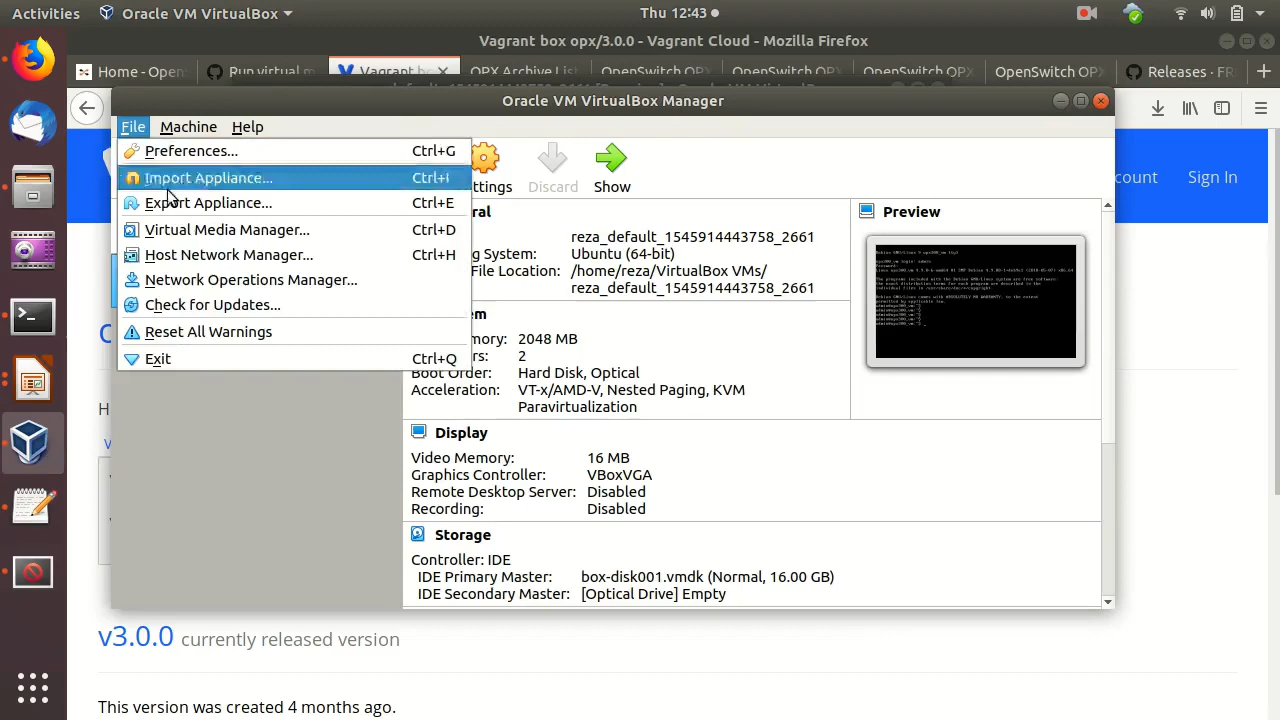 Activities
Oracle VM VirtualBox
Thu 12:43
Vagrant box opx/3.0.0 - Vagrant Cloud - Mozilla Firefox
Home - Open
Run virtual m
Vagrant box
OPX Archive List
OpenSwitch OPX
OpenSwitch OPX
OpenSwitch OPX
OpenSwitch OPX
Releases · FR
Oracle VM VirtualBox Manager
File
Machine
Help
Preferences... Ctrl+G
Import Appliance... Ctrl+I
Export Appliance... Ctrl+E
Virtual Media Manager... Ctrl+D
Host Network Manager... Ctrl+H
Network Operations Manager...
Check for Updates...
Reset All Warnings
Exit Ctrl+Q
ttings
Discard
Show
count
Sign In
ral
reza_default_1545914443758_2661
g System: Ubuntu (64-bit)
File Location: /home/reza/VirtualBox VMs/
reza_default_1545914443758_2661
m
mory: 2048 MB
rs: 2
Boot Order: Hard Disk, Optical
Acceleration: VT-x/AMD-V, Nested Paging, KVM
Paravirtualization
Preview
Display
Video Memory: 16 MB
Graphics Controller: VBoxVGA
Remote Desktop Server: Disabled
Recording: Disabled
Storage
Controller: IDE
IDE Primary Master: box-disk001.vmdk (Normal, 16.00 GB)
IDE Secondary Master: [Optical Drive] Empty
v3.0.0 currently released version
This version was created 4 months ago.